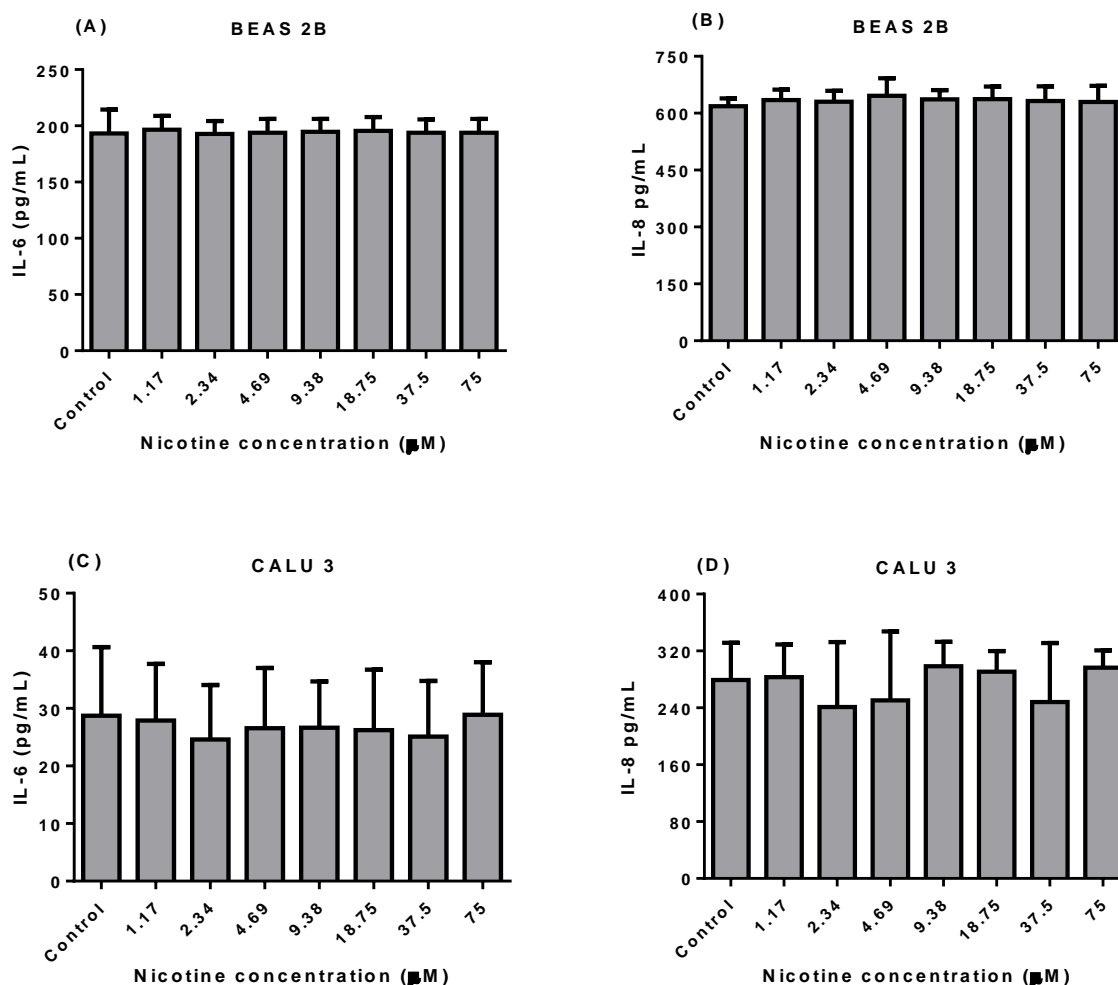 (A)
BEAS 2B
IL-6 (pg/mL)
250
200
150
100
50
0
Control
1.17
2.34
4.69
9.38
18.75
37.5
75
Nicotine concentration (μM)
(B)
BEAS 2B
IL-8 pg/mL
750
600
450
300
150
0
Control
1.17
2.34
4.69
9.38
18.75
37.5
75
Nicotine concentration (μM)
(C)
CALU 3
IL-6 (pg/mL)
50
40
30
20
10
0
Control
1.17
2.34
4.69
9.38
18.75
37.5
75
Nicotine concentration (μM)
(D)
CALU 3
IL-8 pg/mL
400
320
240
160
80
0
Control
1.17
2.34
4.69
9.38
18.75
37.5
75
Nicotine concentration (μM)